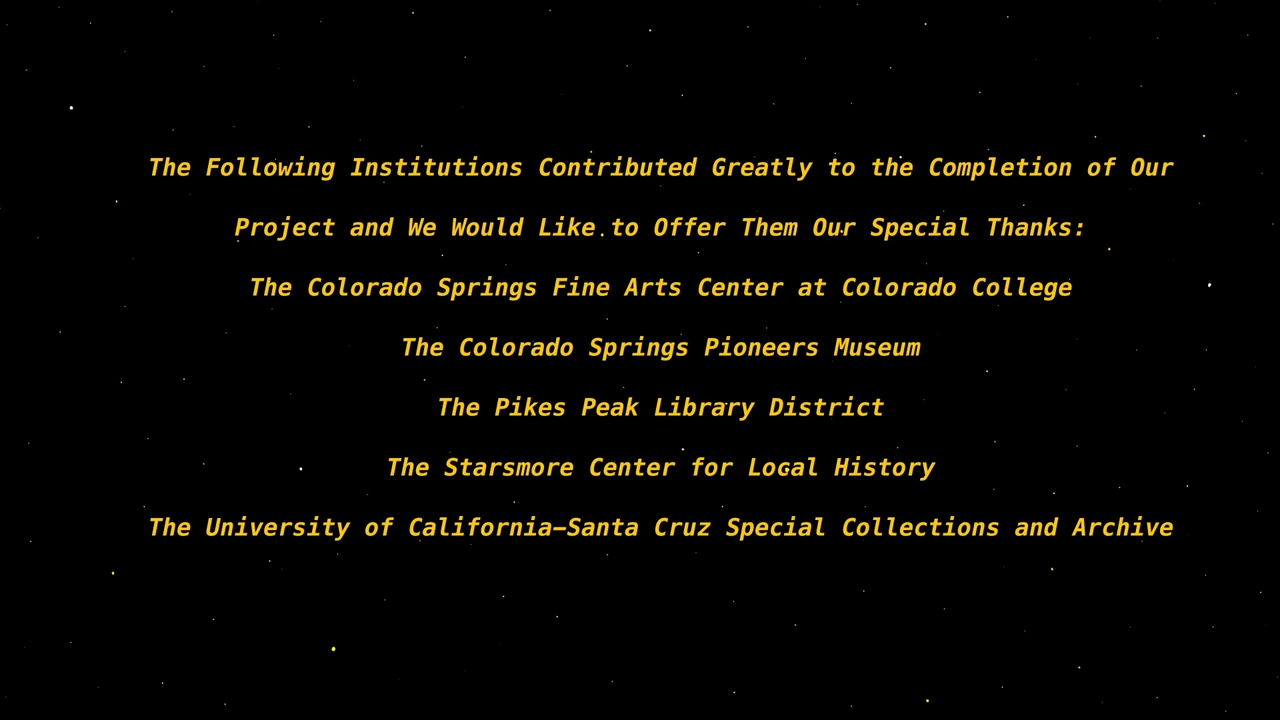 The Following Institutions Contributed Greatly to the Completion of Our
Project and We Would Like to Offer Them Our Special Thanks:
The Colorado Springs Fine Arts Center at Colorado College
The Colorado Springs Pioneers Museum
The Pikes Peak Library District
The Starsmore Center for Local History
The University of California–Santa Cruz Special Collections and Archive